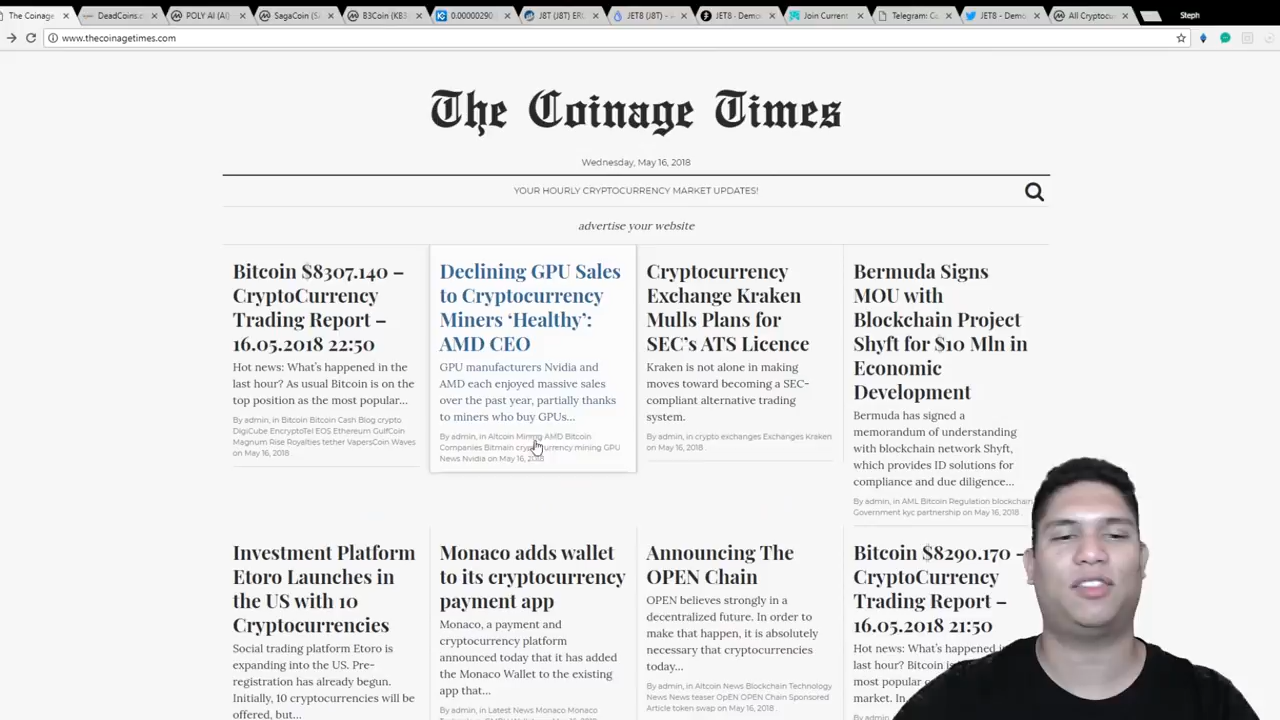 The Coinage
DeadCoins.c
POLY AI (AI)
SagaCoin (S
B3Coin (KB3
0.00000290
J8T (J8T) ER
JET8 (J8T) -
JET8 - Demo
Join Current
Telegram: Co
JET8 - Demo
All Cryptocu
Steph
www.thecoinagetimes.com
The Coinage Times
Wednesday, May 16, 2018
YOUR HOURLY CRYPTOCURRENCY MARKET UPDATES!
advertise your website
Bitcoin $8307.140 –
CryptoCurrency
Trading Report –
16.05.2018 22:50
Hot news: What's happened in the
last hour? As usual Bitcoin is on the
top position as the most popular...
By admin, in Bitcoin Bitcoin Cash Blog crypto
DigiCube EncryptoTel EOS Ethereum GulfCoin
Magnum Rise Royalties tether VapersCoin Waves
on May 16, 2018
Declining GPU Sales
to Cryptocurrency
Miners ‘Healthy’:
AMD CEO
GPU manufacturers Nvidia and
AMD each enjoyed massive sales
over the past year, partially thanks
to miners who buy GPUs...
By admin, in Altcoin Mining AMD Bitcoin
Companies Bitmain cryptocurrency mining GPU
News Nvidia on May 16, 2018
Cryptocurrency
Exchange Kraken
Mulls Plans for
SEC’s ATS Licence
Kraken is not alone in making
moves toward becoming a SEC-
compliant alternative trading
system.
By admin, in crypto exchanges Exchanges Kraken
on May 16, 2018
Bermuda Signs
MOU with
Blockchain Project
Shyft for $10 Mln in
Economic
Development
Bermuda has signed a
memorandum of understanding
with blockchain network Shyft,
which provides ID solutions for
compliance and due diligence...
By admin, in AML Bitcoin Regulation blockchain
Government kyc partnership on May 16, 2018
Investment Platform
Etoro Launches in
the US with 10
Cryptocurrencies
Social trading platform Etoro is
expanding into the US. Pre-
registration has already begun.
Initially, 10 cryptocurrencies will be
offered, but...
Monaco adds wallet
to its cryptocurrency
payment app
Monaco, a payment and
cryptocurrency platform
announced today that it has added
the Monaco Wallet to the existing
app that...
By admin, in Latest News Monaco Monaco
Announcing The
OPEN Chain
OPEN believes strongly in a
decentralized future. In order to
make that happen, it is absolutely
necessary that cryptocurrencies
today...
By admin, in Altcoin News Blockchain Technology
News News teaser OpEN OPEN Chain Sponsored
Article token swap on May 16, 2018
Bitcoin $8290.170 –
CryptoCurrency
Trading Report –
16.05.2018 21:50
Hot news: What's happened
last hour? Bitcoin
most popular
market. In
By admin, in Bitcoin